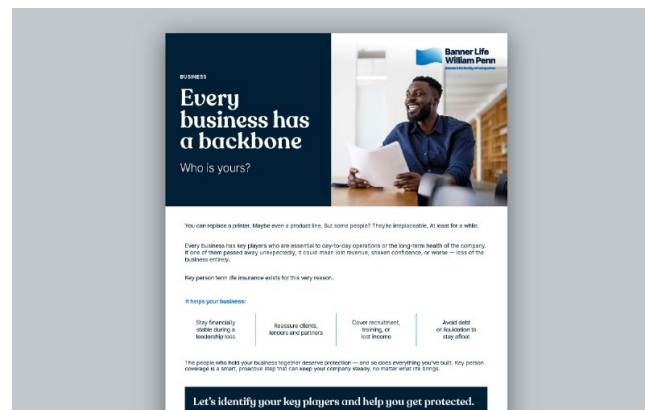 Banner Life
William Penn
BUSINESS
Every
business has
a backbone
Who is yours?
You can replace a printer. Maybe even a product line. But some people? They're irreplaceable. At least for a while.
Every business has key players who are essential to day-to-day operations or the long-term health of the company.
If one of them passed away unexpectedly, it could mean lost revenue, shaken confidence, or worse — loss of the
business entirely.
Key person term life insurance exists for this very reason.
It helps your business:
Stay financially
stable during a
leadership loss
Reassure clients,
lenders and partners
Cover recruitment,
training, or
lost income
Avoid debt
or liquidation to
stay afloat
The people who hold your business together deserve protection — and so does everything you've built. Key person
coverage is a smart, proactive step that can keep your company steady, no matter what life brings.
Let's identify your key players and help you get protected.